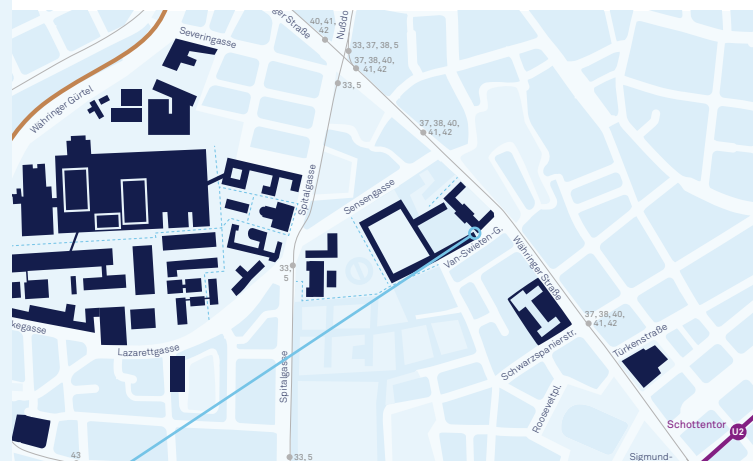 ger Straße
40, 41,
42
Nußdo
Severingasse
33, 37, 38, 5
37, 38, 40,
41, 42
33, 5
Währinger Gürtel
37, 38, 40,
41, 42
Spitalgasse
Sensengasse
Van-Swieten-G.
Währinger Straße
33,
5
37, 38, 40,
41, 42
kegasse
Lazarettgasse
Türkenstraße
Schwarzspanierstr.
Spitalgasse
Rooseveltpl.
Schottentor
U2
43
33, 5
Sigmund-